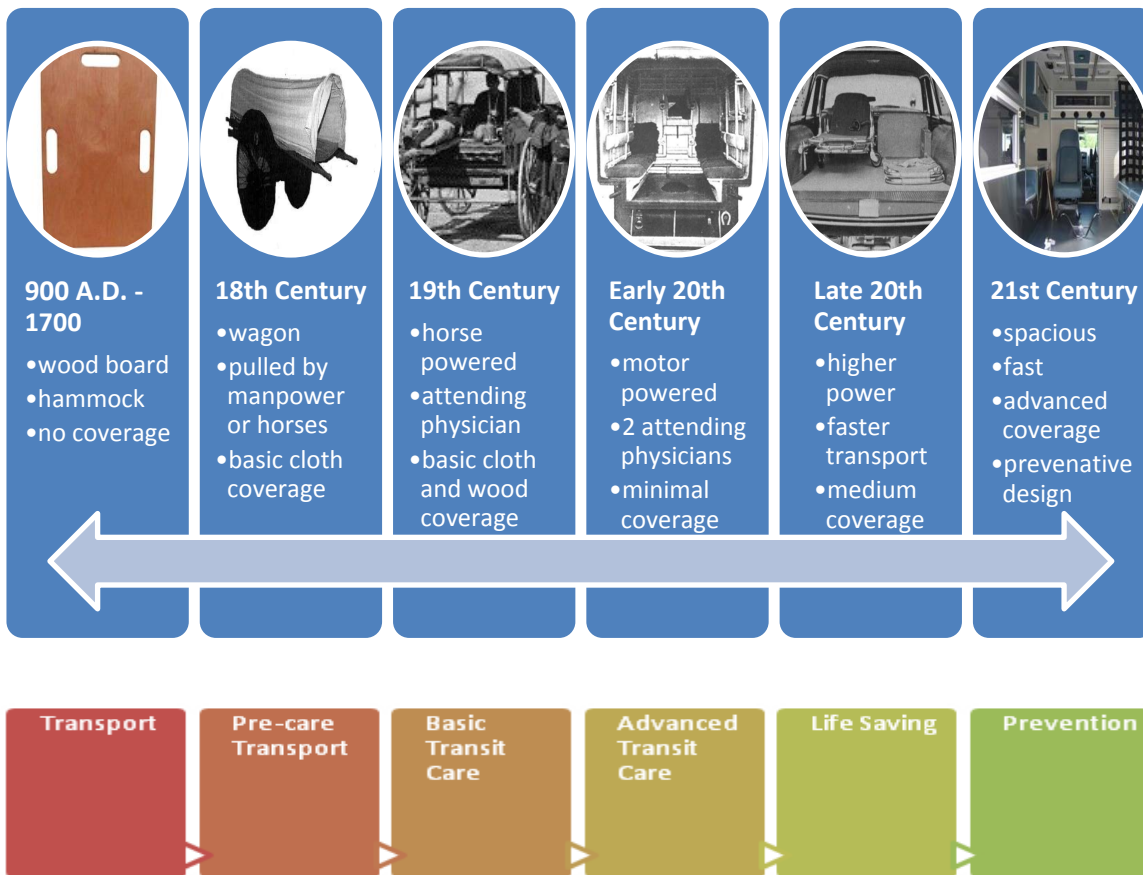 900 A.D. -
1700
•wood board
•hammock
•no coverage
18th Century
•wagon
•pulled by
manpower
or horses
•basic cloth
coverage
19th Century
•horse
powered
•attending
physician
•basic cloth
and wood
coverage
Early 20th
Century
•motor
powered
•2 attending
physicians
•minimal
coverage
Late 20th
Century
•higher
power
•faster
transport
•medium
coverage
21st Century
•spacious
•fast
•advanced
coverage
•prevenative
design
Transport
Pre-care
Transport
Basic
Transit
Care
Advanced
Transit
Care
Life Saving
Prevention